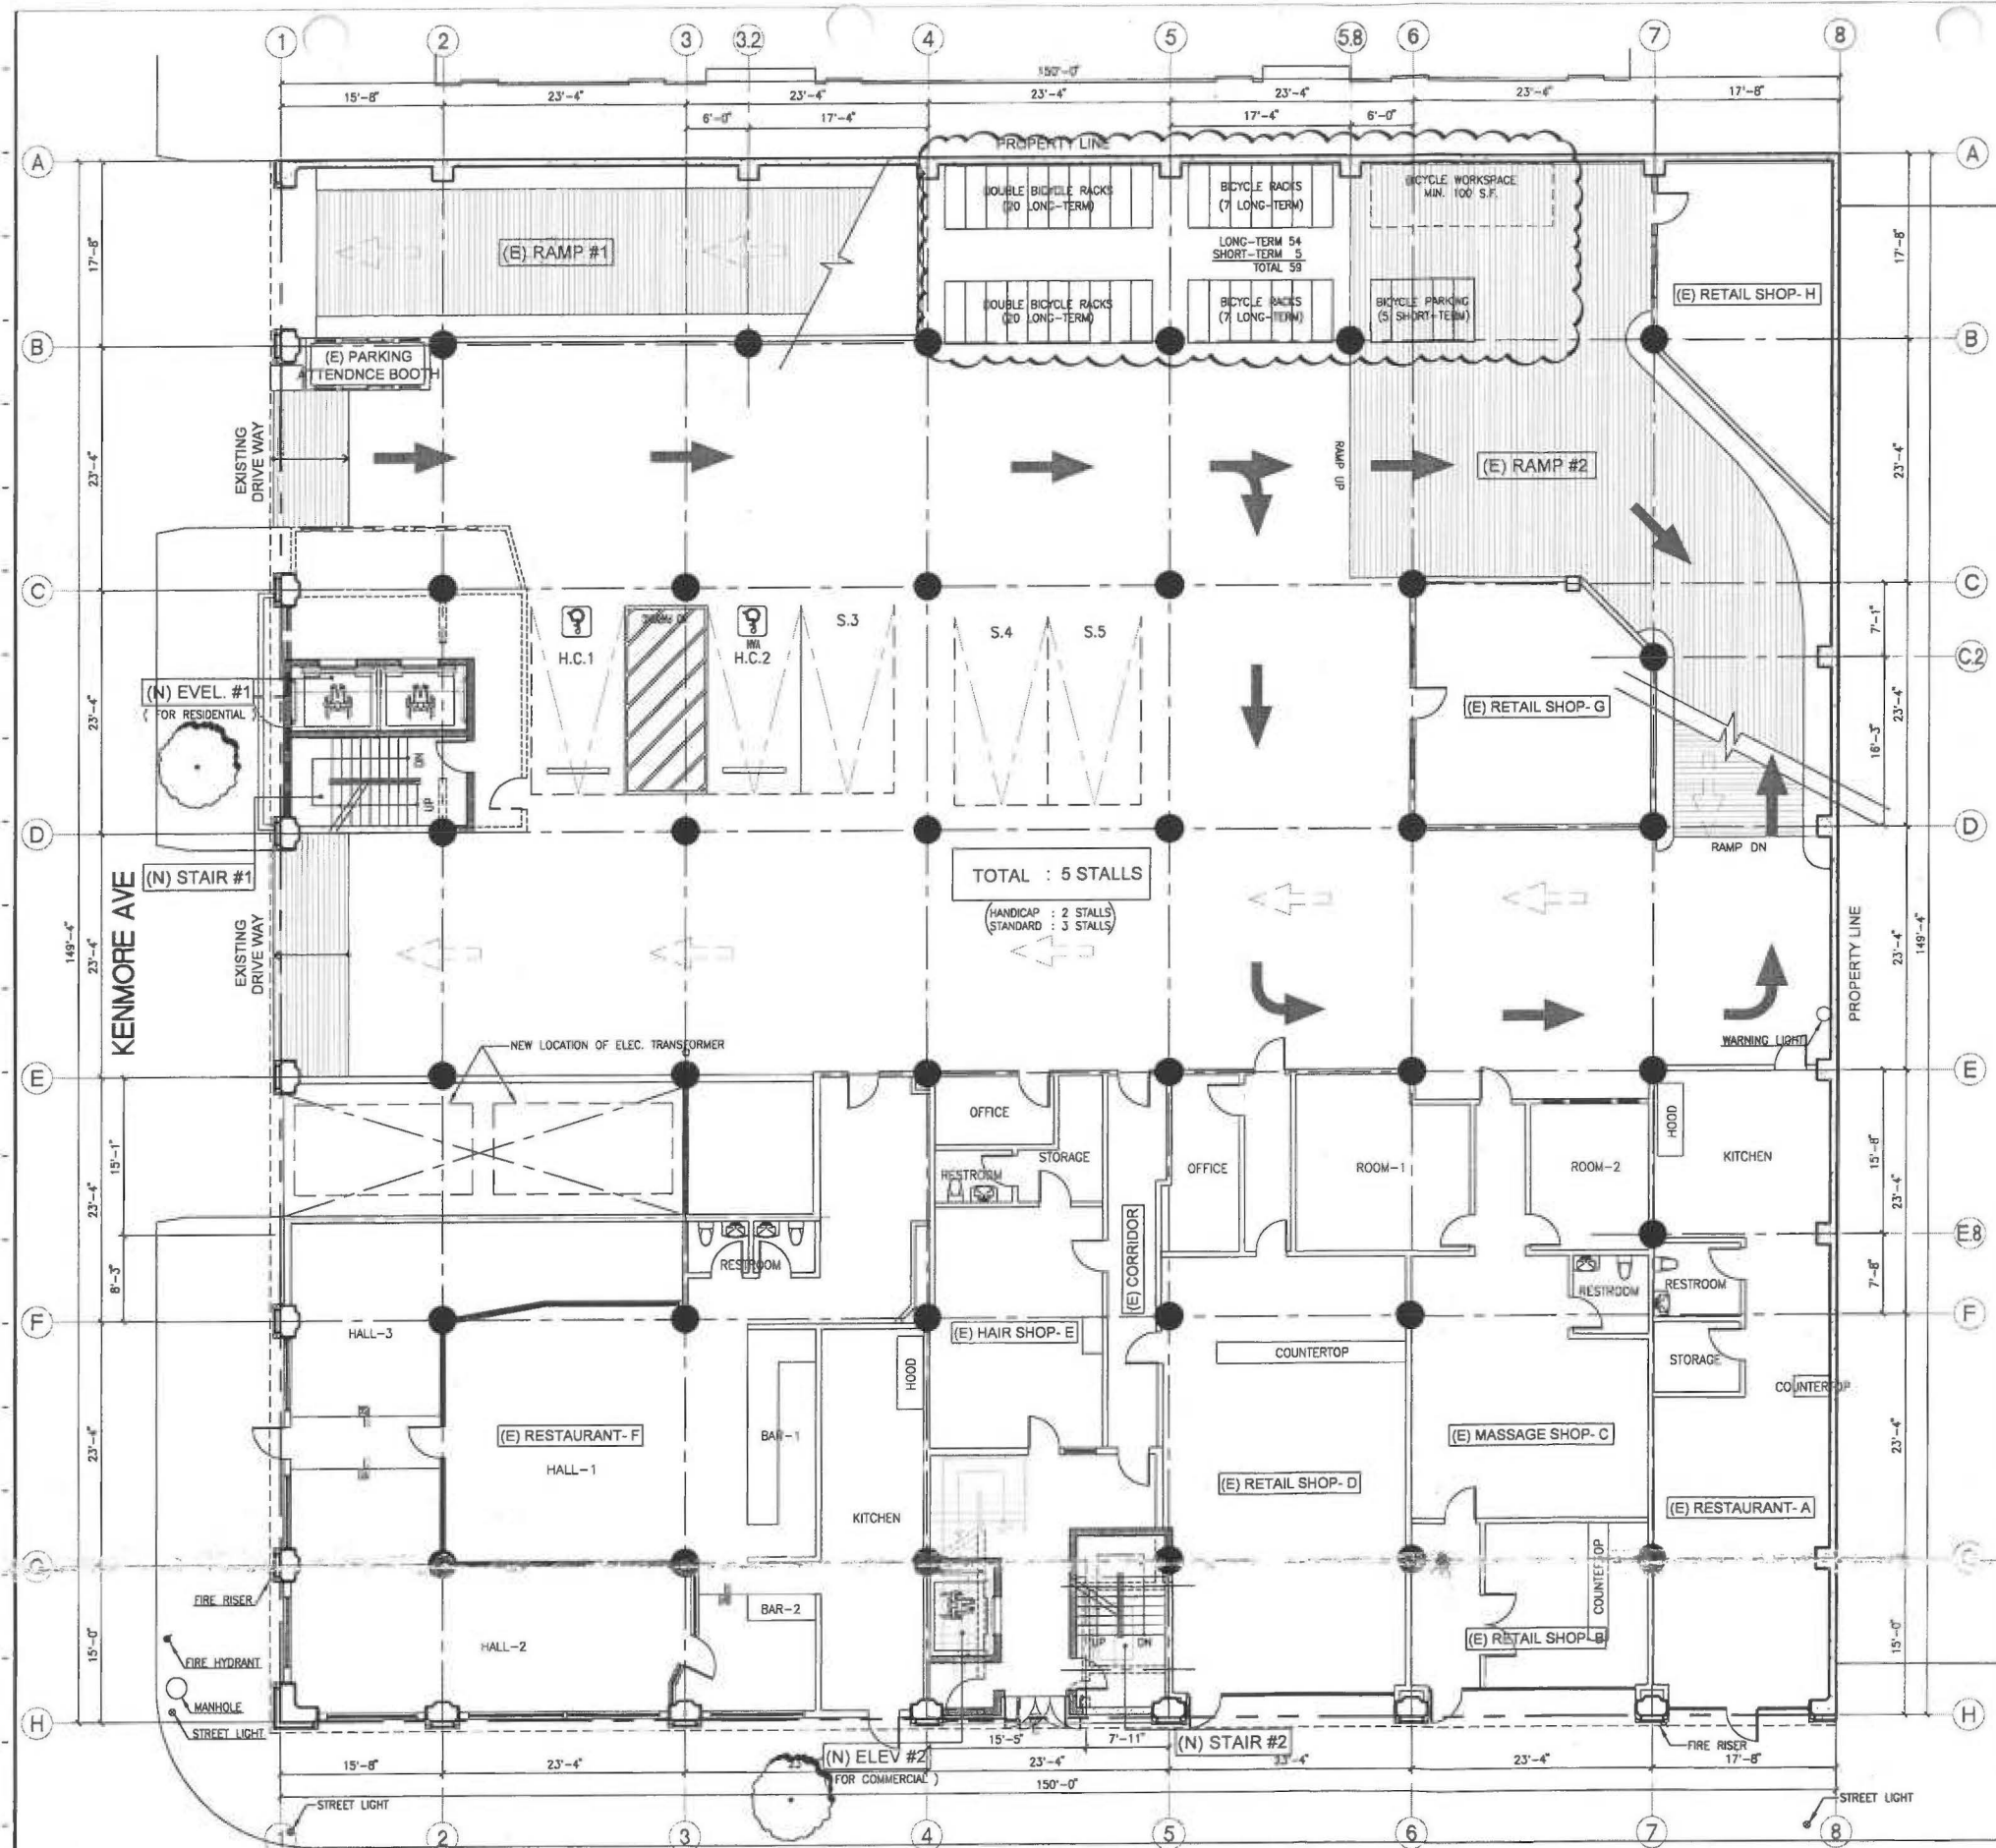 1 2 3 3.2 4 5 5.8 6 7 8
150'-0"
15'-8" 23'-4" 23'-4" 23'-4" 23'-4" 23'-4" 17'-8"
6'-0" 17'-4" 17'-4" 6'-0"
A
PROPERTY LINE
A
DOUBLE BICYCLE RACKS
(20 LONG-TERM)
BICYCLE RACKS
(7 LONG-TERM)
BICYCLE WORKSPACE
MIN. 100 S.F.
17'-8"
(E) RAMP #1
LONG-TERM 54
SHORT-TERM 5
TOTAL 59
17'-8"
(E) RETAIL SHOP- H
DOUBLE BICYCLE RACKS
(20 LONG-TERM)
BICYCLE RACKS
(7 LONG-TERM)
BICYCLE PARKING
(5 SHORT-TERM)
B
B
(E) PARKING
ATTENDNCE BOOTH
23'-4"
EXISTING
DRIVE WAY
RAMP UP
(E) RAMP #2
23'-4"
C
C
NO PARKING
H.C.1
VAN
H.C.2
S.3
S.4
S.5
7'-1"
C.2
(N) EVEL. #1
( FOR RESIDENTIAL )
23'-4"
(E) RETAIL SHOP- G
23'-4"
16'-3"
DN
UP
D
D
RAMP DN
(N) STAIR #1
TOTAL : 5 STALLS
(HANDICAP : 2 STALLS
STANDARD : 3 STALLS)
KENMORE AVE
149'-4"
23'-4"
EXISTING
DRIVE WAY
PROPERTY LINE
23'-4"
149'-4"
WARNING LIGHT
NEW LOCATION OF ELEC. TRANSFORMER
E
E
OFFICE
HOOD
15'-1"
STORAGE
RESTROOM
OFFICE
ROOM-1
ROOM-2
KITCHEN
15'-8"
23'-4"
23'-4"
(E) CORRIDOR
E.8
8'-3"
RESTROOM
RESTROOM
RESTROOM
7'-8"
F
F
HALL-3
(E) HAIR SHOP- E
COUNTERTOP
STORAGE
HOOD
COUNTERTOP
23'-4"
(E) RESTAURANT- F
HALL-1
BAR-1
(E) MASSAGE SHOP- C
23'-4"
(E) RETAIL SHOP- D
(E) RESTAURANT- A
KITCHEN
G
G
FIRE RISER
COUNTERTOP
BAR-2
15'-0"
HALL-2
UP DN
(E) RETAIL SHOP- B
15'-0"
FIRE HYDRANT
MANHOLE
STREET LIGHT
H
H
(N) ELEV #2
(FOR COMMERCIAL )
15'-5" 7'-11"
(N) STAIR #2
FIRE RISER
15'-8" 23'-4" 23'-4" 23'-4" 23'-4" 17'-8"
150'-0"
STREET LIGHT
STREET LIGHT
2 3 4 5 6 7 8